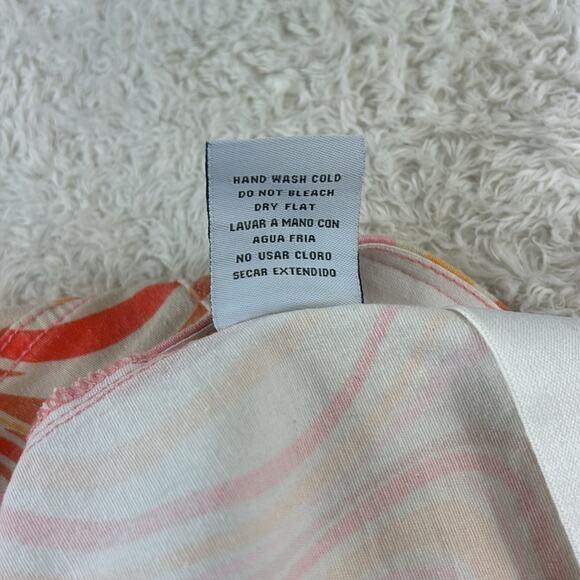 HAND WASH COLD
DO NOT BLEACH
DRY FLAT
LAVAR A MANO CON
AGUA FRIA
NO USAR CLORO
SECAR EXTENDIDO